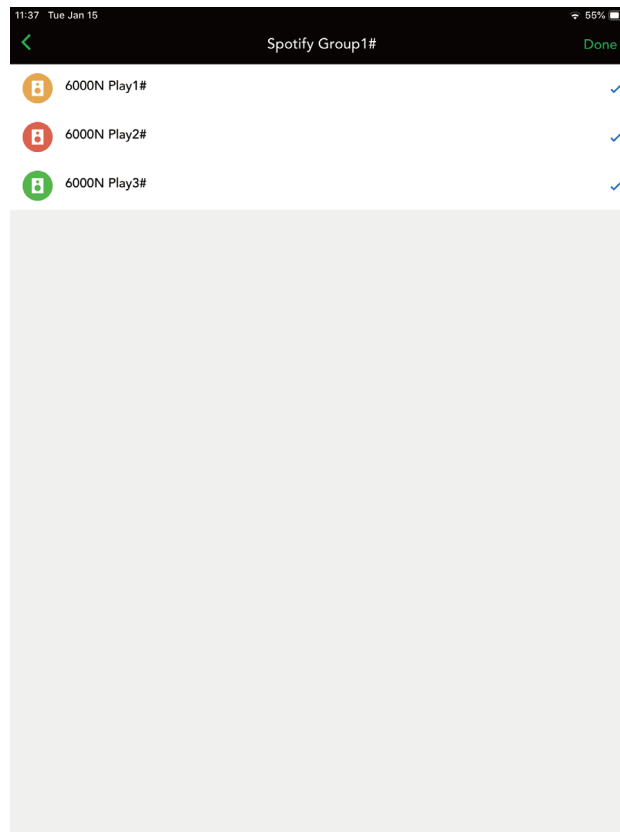 11:37 Tue Jan 15 55%
Spotify Group1# Done
6000N Play1#
6000N Play2#
6000N Play3#